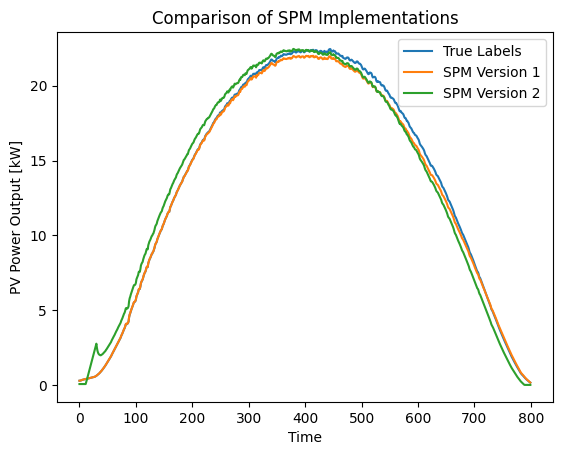 Comparison of SPM Implementations
True Labels
SPM Version 1
SPM Version 2
PV Power Output [kW]
20
15
10
5
0
0 100 200 300 400 500 600 700 800
Time